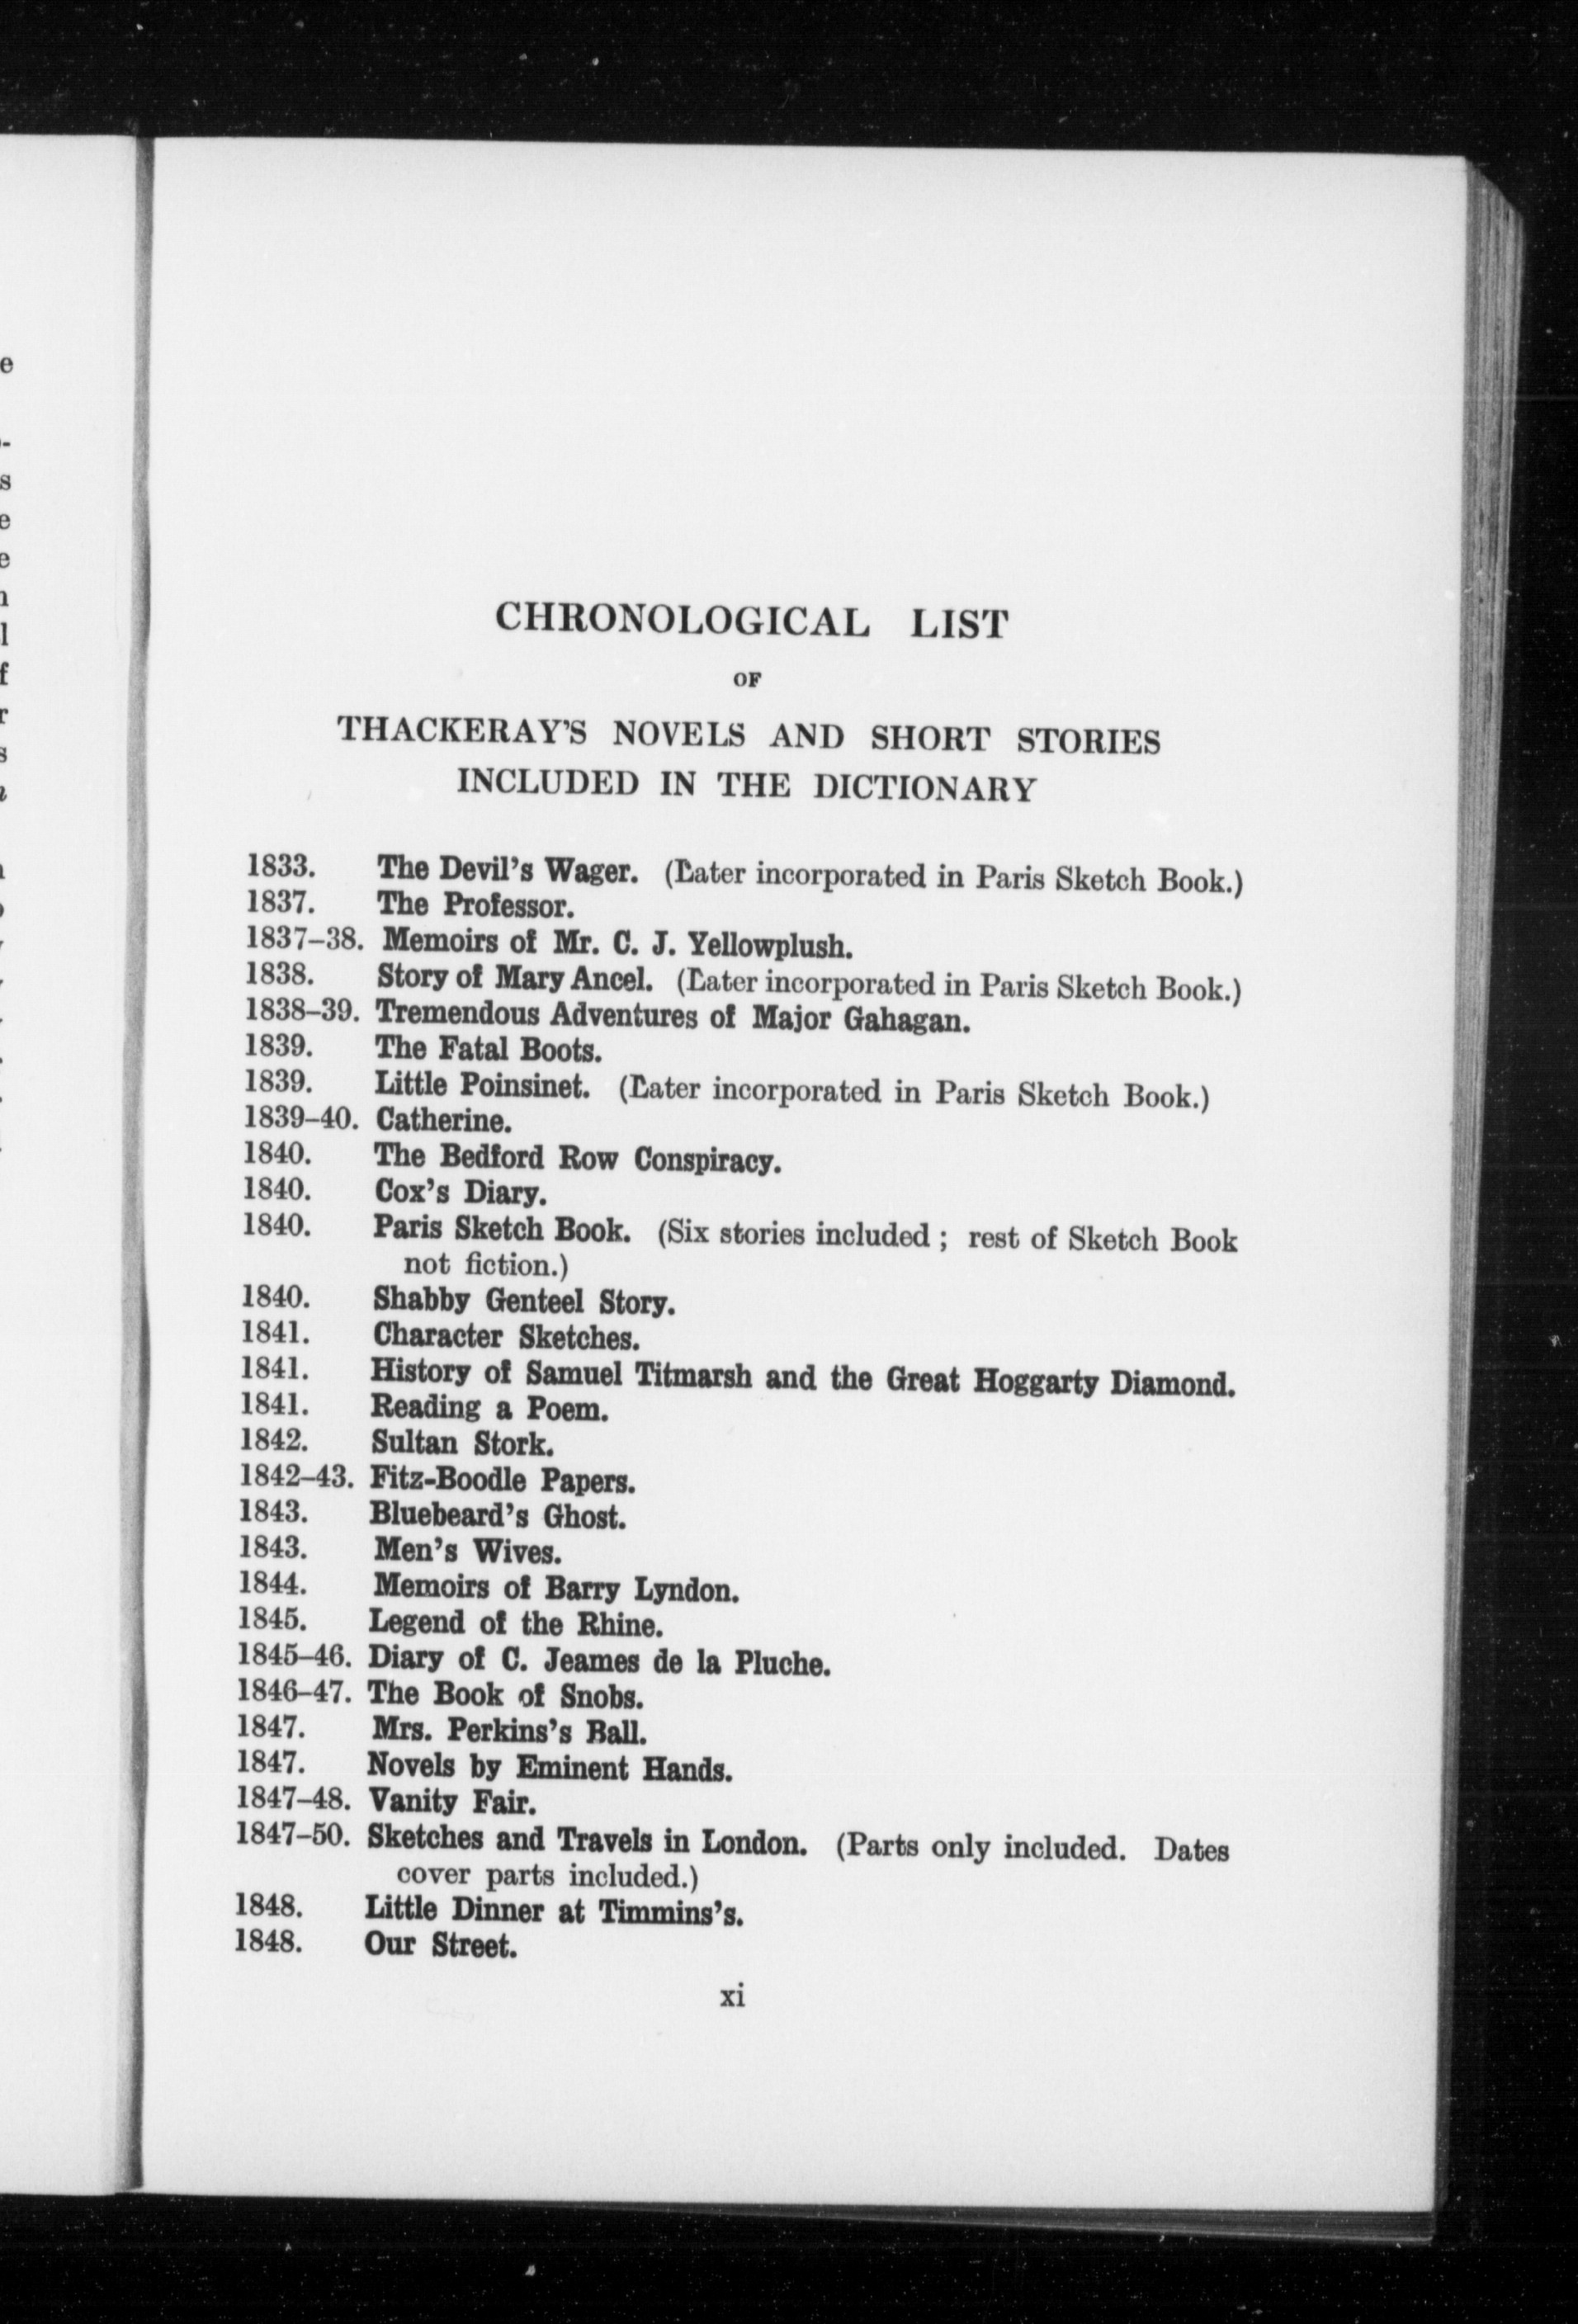 CHRONOLOGICAL LIST
OF
THACKERAY'S NOVELS AND SHORT STORIES
INCLUDED IN THE DICTIONARY
1833. The Devil's Wager. (Later incorporated in Paris Sketch Book.)
1837. The Professor.
1837–38. Memoirs of Mr. C. J. Yellowplush.
1838. Story of Mary Ancel. (Later incorporated in Paris Sketch Book.)
1838–39. Tremendous Adventures of Major Gahagan.
1839. The Fatal Boots.
1839. Little Poinsinet. (Later incorporated in Paris Sketch Book.)
1839–40. Catherine.
1840. The Bedford Row Conspiracy.
1840. Cox's Diary.
1840. Paris Sketch Book. (Six stories included ; rest of Sketch Book
not fiction.)
1840. Shabby Genteel Story.
1841. Character Sketches.
1841. History of Samuel Titmarsh and the Great Hoggarty Diamond.
1841. Reading a Poem.
1842. Sultan Stork.
1842–43. Fitz-Boodle Papers.
1843. Bluebeard's Ghost.
1843. Men's Wives.
1844. Memoirs of Barry Lyndon.
1845. Legend of the Rhine.
1845–46. Diary of C. Jeames de la Pluche.
1846–47. The Book of Snobs.
1847. Mrs. Perkins's Ball.
1847. Novels by Eminent Hands.
1847–48. Vanity Fair.
1847–50. Sketches and Travels in London. (Parts only included. Dates
cover parts included.)
1848. Little Dinner at Timmins's.
1848. Our Street.
xi